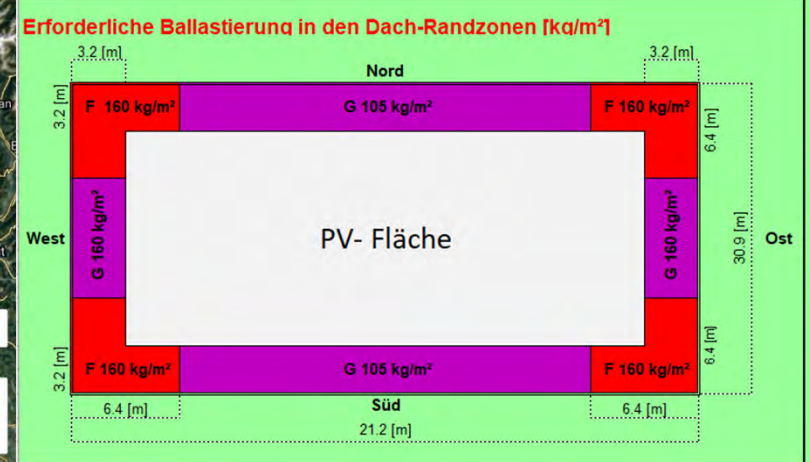 Erforderliche Ballastierung in den Dach-Randzonen [kg/m²]
3.2 [m]
3.2 [m]
Nord
3.2 [m]
F 160 kg/m²
G 105 kg/m²
F 160 kg/m²
6.4 [m]
West
G 160 kg/m²
PV- Fläche
G 160 kg/m²
30.9 [m]
Ost
3.2 [m]
F 160 kg/m²
G 105 kg/m²
F 160 kg/m²
6.4 [m]
6.4 [m]
Süd
6.4 [m]
21.2 [m]